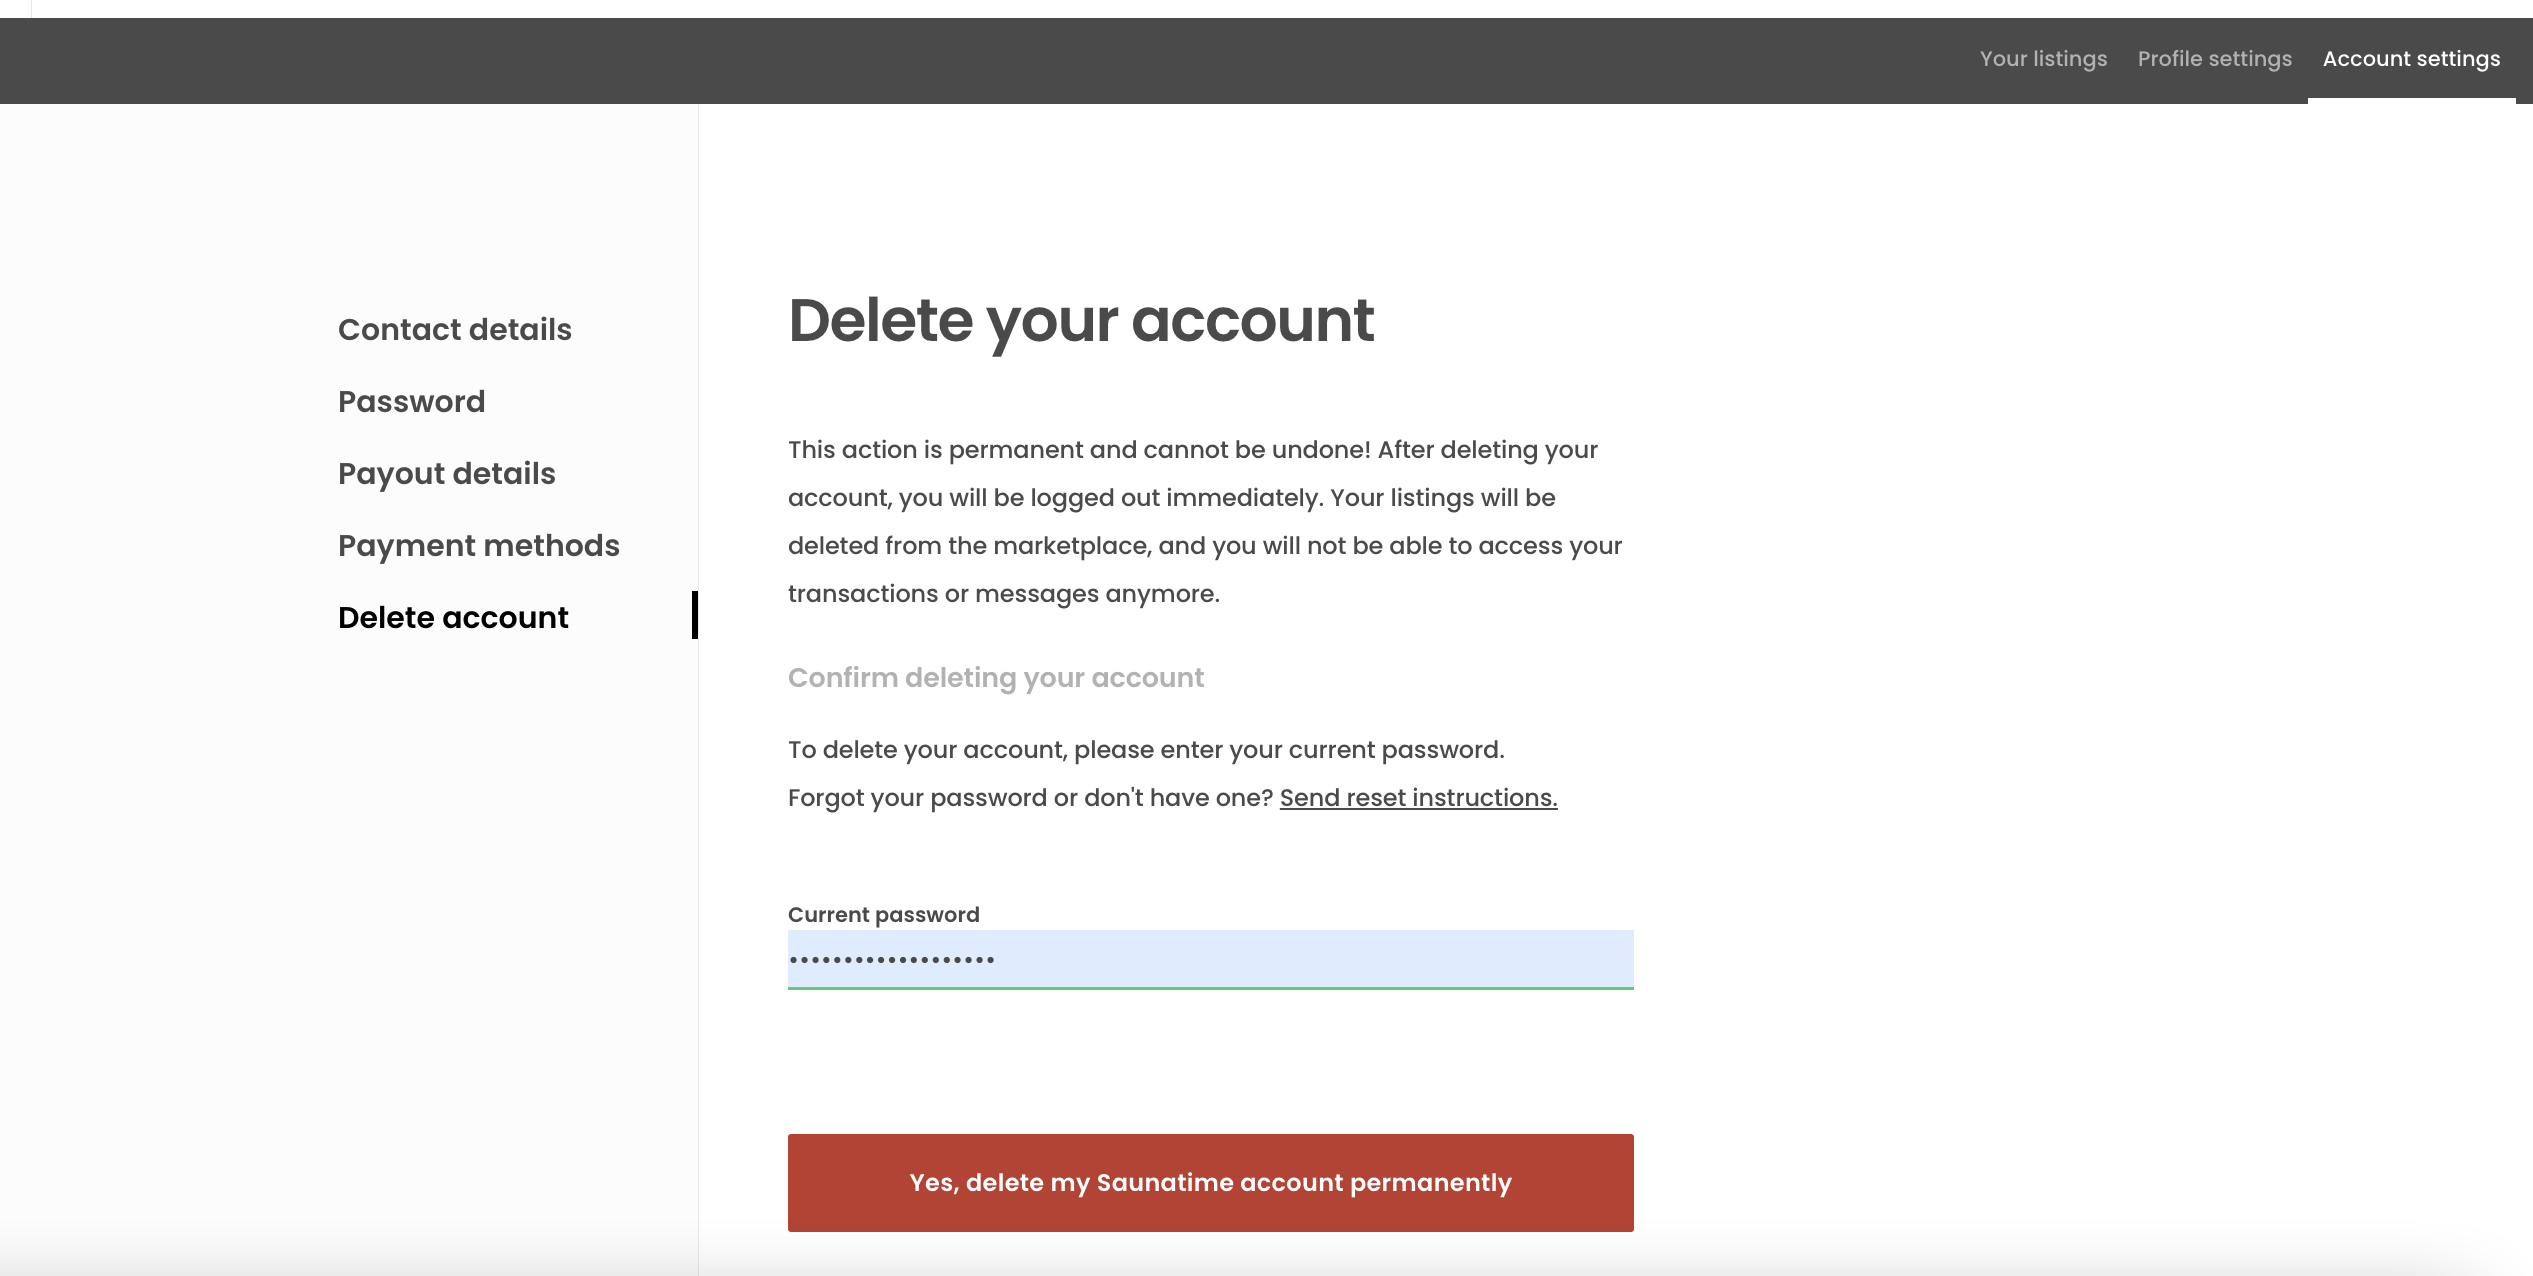 Your listings Profile settings Account settings
Contact details
Password
Payout details
Payment methods
Delete account
Delete your account
This action is permanent and cannot be undone! After deleting your
account, you will be logged out immediately. Your listings will be
deleted from the marketplace, and you will not be able to access your
transactions or messages anymore.
Confirm deleting your account
To delete your account, please enter your current password.
Forgot your password or don't have one? Send reset instructions.
Current password
•••••••••••••••••••
Yes, delete my Saunatime account permanently